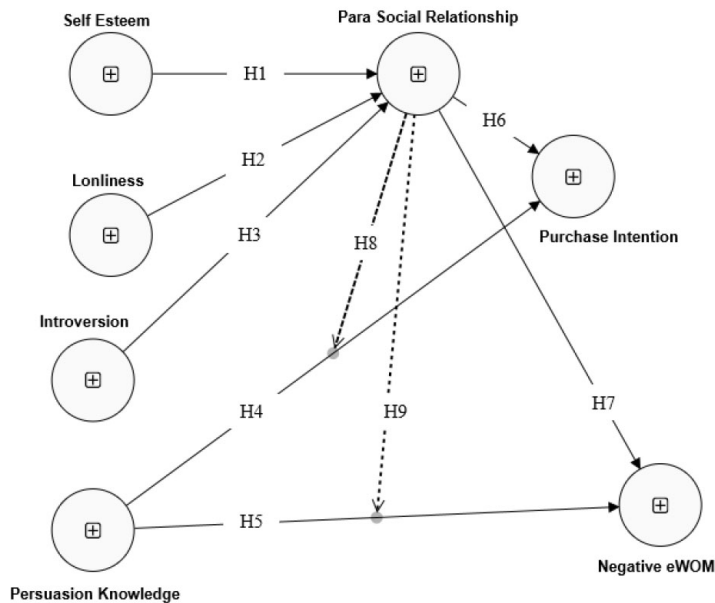 Self Esteem
Para Social Relationship
H1
H6
H2
Lonliness
H3
Purchase Intention
H8
Introversion
H4
H9
H7
H5
Negative eWOM
Persuasion Knowledge